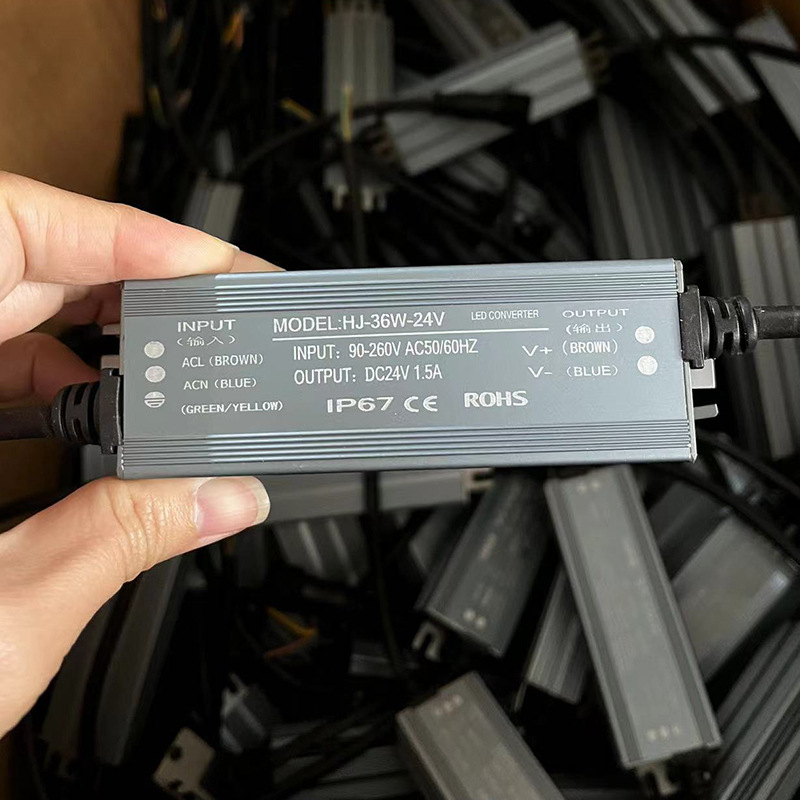 INPUT
(输入)
ACL (BROWN)
ACN (BLUE)
(GREEN/YELLOW)
MODEL:HJ-36W-24V
LED CONVERTER
INPUT: 90-260V AC50/60HZ
OUTPUT: DC24V 1.5A
IP67 CE ROHS
OUTPUT
(输出)
V+ (BROWN)
V- (BLUE)